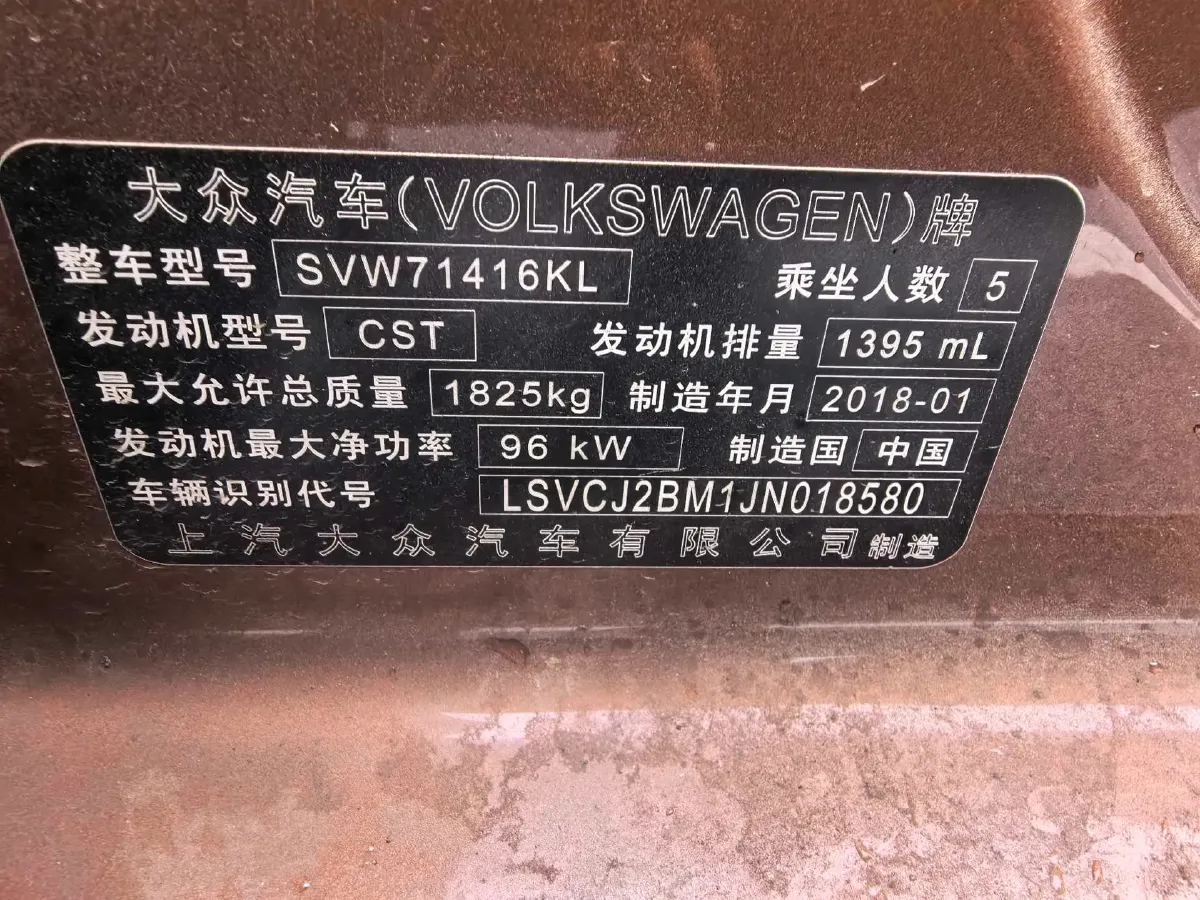 大众汽车(VOLKSWAGEN)牌
整车型号 SVW71416KL 乘坐人数 5
发动机型号 CST 发动机排量 1395 mL
最大允许总质量 1825kg 制造年月 2018-01
发动机最大净功率 96 kW 制造国 中国
车辆识别代号 LSVCJ2BM1JN018580
上汽大众汽车有限公司制造